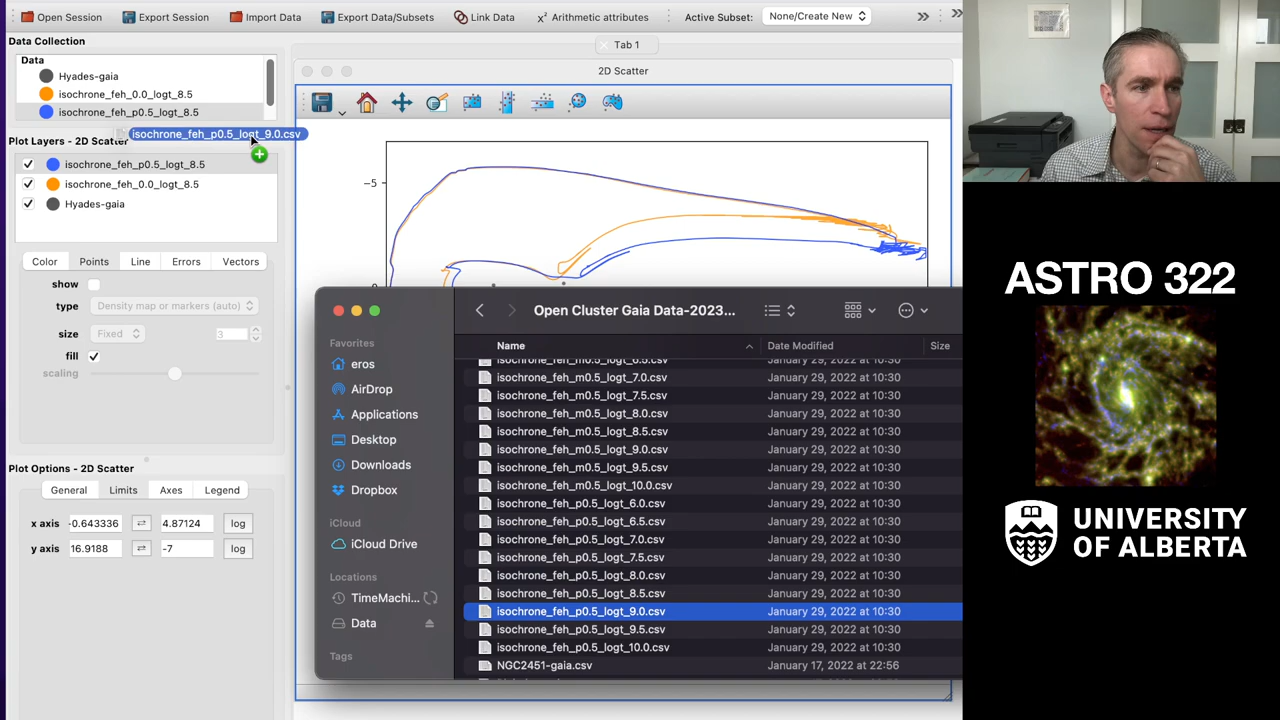 Open Session
Export Session
Import Data
Export Data/Subsets
Link Data
x² Arithmetic attributes
Active Subset:
None/Create New
»
»
Data Collection
Data
Hyades-gaia
isochrone_feh_0.0_logt_8.5
isochrone_feh_p0.5_logt_8.5
isochrone_feh_p0.5_logt_9.0.csv
Plot Layers - 2D Scatter
isochrone_feh_p0.5_logt_8.5
isochrone_feh_0.0_logt_8.5
Hyades-gaia
Color
Points
Line
Errors
Vectors
show
type
Density map or markers (auto)
size
Fixed
3
fill
scaling
Plot Options - 2D Scatter
General
Limits
Axes
Legend
x axis
-0.643336
4.87124
log
y axis
16.9188
-7
log
Tab 1
2D Scatter
−5
Open Cluster Gaia Data-2023...
Favorites
eros
AirDrop
Applications
Desktop
Downloads
Dropbox
iCloud
iCloud Drive
Locations
TimeMachi...
Data
Tags
Name
Date Modified
Size
isochrone_feh_m0.5_logt_6.5.csv January 29, 2022 at 10:30
isochrone_feh_m0.5_logt_7.0.csv January 29, 2022 at 10:30
isochrone_feh_m0.5_logt_7.5.csv January 29, 2022 at 10:30
isochrone_feh_m0.5_logt_8.0.csv January 29, 2022 at 10:30
isochrone_feh_m0.5_logt_8.5.csv January 29, 2022 at 10:30
isochrone_feh_m0.5_logt_9.0.csv January 29, 2022 at 10:30
isochrone_feh_m0.5_logt_9.5.csv January 29, 2022 at 10:30
isochrone_feh_m0.5_logt_10.0.csv January 29, 2022 at 10:30
isochrone_feh_p0.5_logt_6.0.csv January 29, 2022 at 10:30
isochrone_feh_p0.5_logt_6.5.csv January 29, 2022 at 10:30
isochrone_feh_p0.5_logt_7.0.csv January 29, 2022 at 10:30
isochrone_feh_p0.5_logt_7.5.csv January 29, 2022 at 10:30
isochrone_feh_p0.5_logt_8.0.csv January 29, 2022 at 10:30
isochrone_feh_p0.5_logt_8.5.csv January 29, 2022 at 10:30
isochrone_feh_p0.5_logt_9.0.csv January 29, 2022 at 10:30
isochrone_feh_p0.5_logt_9.5.csv January 29, 2022 at 10:30
isochrone_feh_p0.5_logt_10.0.csv January 29, 2022 at 10:30
NGC2451-gaia.csv January 17, 2022 at 22:56
ASTRO 322
UNIVERSITY
OF ALBERTA